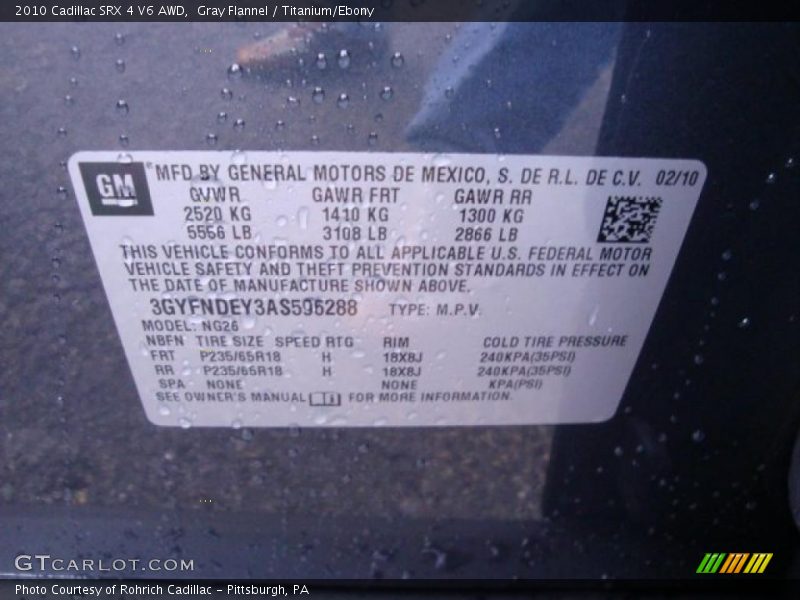 2010 Cadillac SRX 4 V6 AWD,  Gray Flannel / Titanium/Ebony
GM ® MFD BY GENERAL MOTORS DE MEXICO, S. DE R.L. DE C.V. 02/10
GVWR GAWR FRT GAWR RR
2520 KG 1410 KG 1300 KG
5556 LB 3108 LB 2866 LB
THIS VEHICLE CONFORMS TO ALL APPLICABLE U.S. FEDERAL MOTOR
VEHICLE SAFETY AND THEFT PREVENTION STANDARDS IN EFFECT ON
THE DATE OF MANUFACTURE SHOWN ABOVE.
3GYFNDEY3AS595288 TYPE: M.P.V.
MODEL: NG26
NBFN TIRE SIZE SPEED RTG RIM COLD TIRE PRESSURE
FRT P235/65R18 H 18X8J 240KPA(35PSI)
RR P235/65R18 H 18X8J 240KPA(35PSI)
SPA NONE NONE KPA(PSI)
SEE OWNER'S MANUAL FOR MORE INFORMATION.
GTCARLOT.COM
Photo Courtesy of Rohrich Cadillac - Pittsburgh, PA